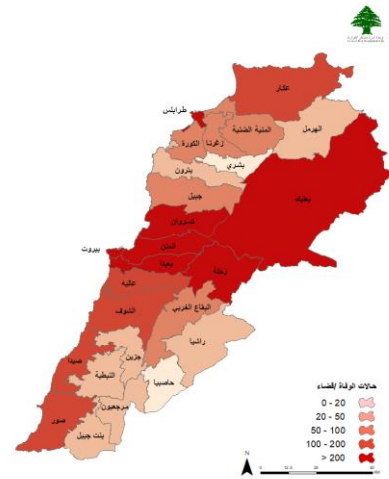 عكار
طرابلس
الهرمل
المنية الضنية
زغرتا
الكورة
بشري
بترون
بعلبك
جبيل
كسروان
المتن
بيروت
بعبدا
زحلة
عاليه
الشوف
البقاع الغربي
راشيا
صيدا
جزين
النبطية
حاصبيا
مرجعيون
صور
بنت جبيل
حالات الوفاة /قضاء
0 - 20
20 - 50
50 - 100
100 - 200
> 200
N